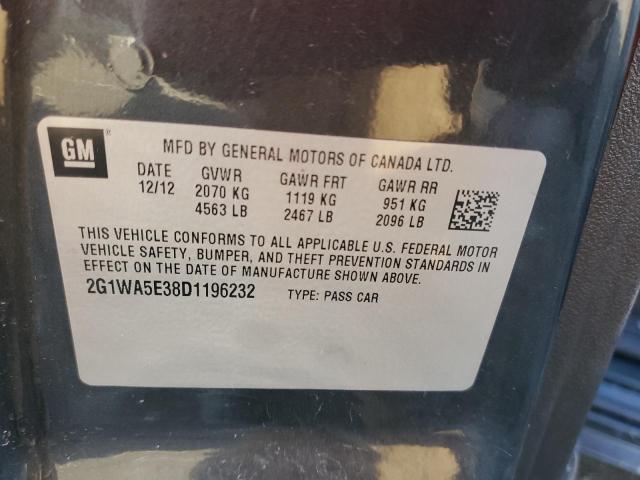 GM ®
MFD BY GENERAL MOTORS OF CANADA LTD.
DATE GVWR GAWR FRT GAWR RR
12/12 2070 KG 1119 KG 951 KG
4563 LB 2467 LB 2096 LB
THIS VEHICLE CONFORMS TO ALL APPLICABLE U.S. FEDERAL MOTOR
VEHICLE SAFETY, BUMPER, AND THEFT PREVENTION STANDARDS IN
EFFECT ON THE DATE OF MANUFACTURE SHOWN ABOVE.
2G1WA5E38D1196232 TYPE: PASS CAR